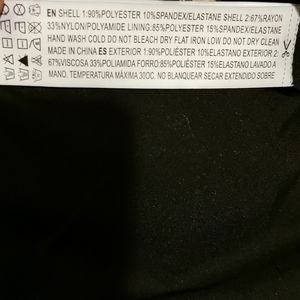 EN SHELL 1:90%POLYESTER 10%SPANDEX/ELASTANE SHELL 2:67%RAYON
33%NYLON/POLYAMIDE LINING:85%POLYESTER 15%SPANDEX/ELASTANE
HAND WASH COLD DO NOT BLEACH DRY FLAT IRON LOW DO NOT DRY CLEAN
MADE IN CHINA ES EXTERIOR 1:90%POLIÉSTER 10%ELASTANO EXTERIOR 2:
67%VISCOSA 33%POLIAMIDA FORRO:85%POLIÉSTER 15%ELASTANO LAVADO A
MANO. TEMPERATURA MÁXIMA 30OC. NO BLANQUEAR SECAR EXTENDIDO SOBRE